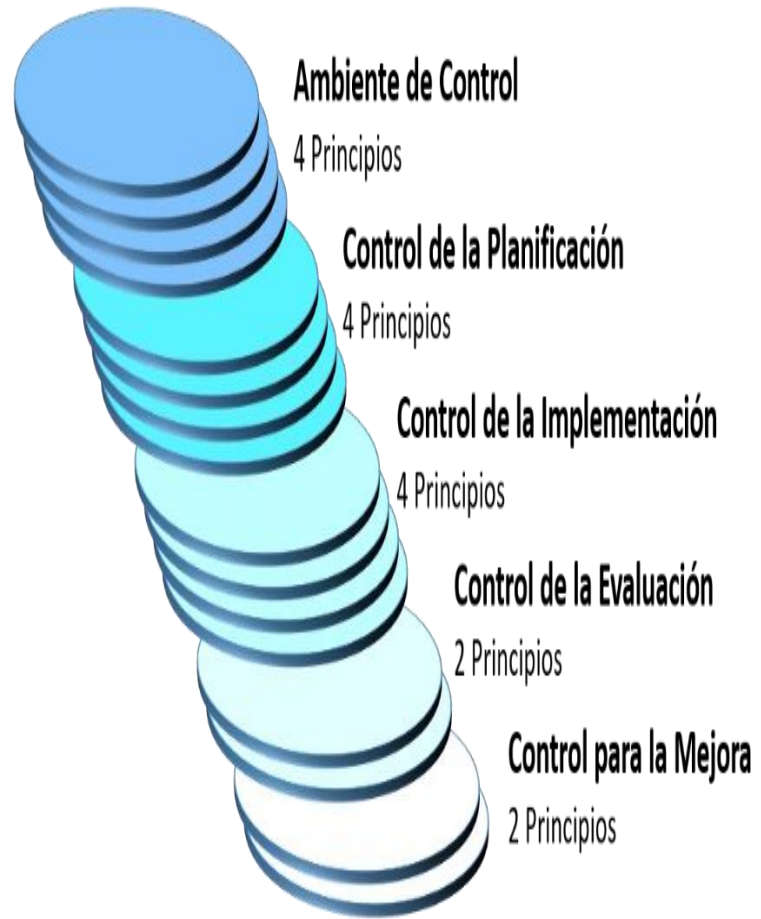 Ambiente de Control
4 Principios
Control de la Planificación
4 Principios
Control de la Implementación
4 Principios
Control de la Evaluación
2 Principios
Control para la Mejora
2 Principios